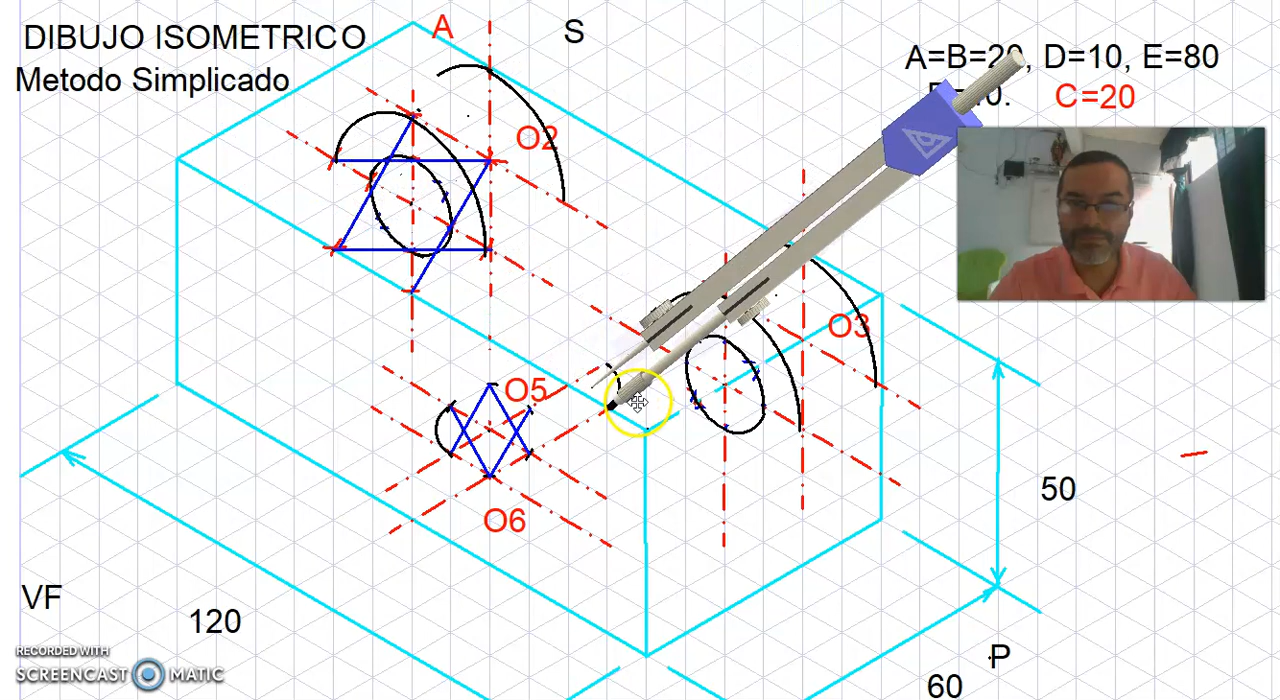 DIBUJO ISOMETRICO
Metodo Simplicado
A
S
A=B=20, D=10, E=80
C=20
O2
O3
O5
O6
50
VF
120
P
60
RECORDED WITH
SCREENCAST MATIC